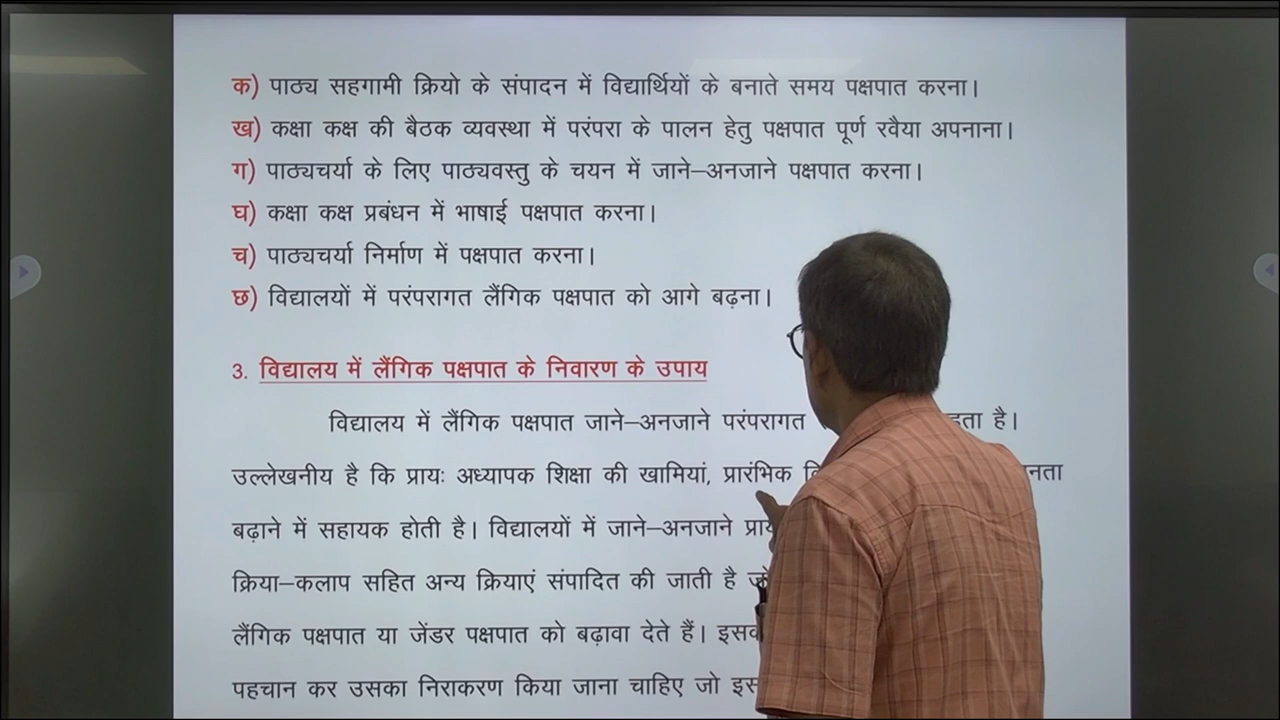 क) पाठ्य सहगामी क्रियो के संपादन में विद्यार्थियों के बनाते समय पक्षपात करना।
ख) कक्षा कक्ष की बैठक व्यवस्था में परंपरा के पालन हेतु पक्षपात पूर्ण रवैया अपनाना।
ग) पाठ्यचर्या के लिए पाठ्यवस्तु के चयन में जाने–अनजाने पक्षपात करना।
घ) कक्षा कक्ष प्रबंधन में भाषाई पक्षपात करना।
च) पाठ्यचर्या निर्माण में पक्षपात करना।
छ) विद्यालयों में परंपरागत लैंगिक पक्षपात को आगे बढ़ना।
3. विद्यालय में लैंगिक पक्षपात के निवारण के उपाय
विद्यालय में लैंगिक पक्षपात जाने–अनजाने परंपरागत है।
उल्लेखनीय है कि प्रायः अध्यापक शिक्षा की खामियां, प्रारंभिक
बढ़ाने में सहायक होती है। विद्यालयों में जाने–अनजाने
क्रिया–कलाप सहित अन्य क्रियाएं संपादित की जाती है
लैंगिक पक्षपात या जेंडर पक्षपात को बढ़ावा देते हैं।
पहचान कर उसका निराकरण किया जाना चाहिए जो